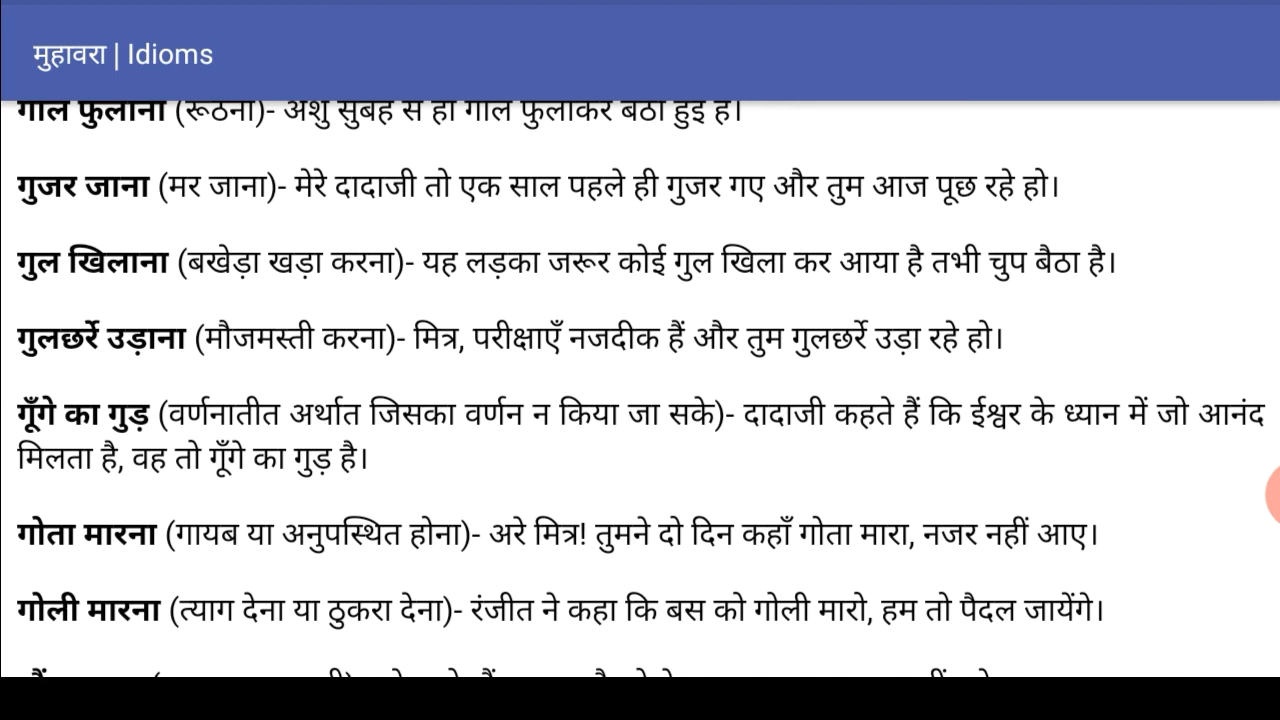 मुहावरा | Idioms
गाल फुलाना (रूठना)- अंशु सुबह से ही गाल फुलाकर बैठी हुई है।
गुजर जाना (मर जाना)- मेरे दादाजी तो एक साल पहले ही गुजर गए और तुम आज पूछ रहे हो।
गुल खिलाना (बखेड़ा खड़ा करना)- यह लड़का जरूर कोई गुल खिला कर आया है तभी चुप बैठा है।
गुलछर्रे उड़ाना (मौजमस्ती करना)- मित्र, परीक्षाएँ नजदीक हैं और तुम गुलछर्रे उड़ा रहे हो।
गूँगे का गुड़ (वर्णनातीत अर्थात जिसका वर्णन न किया जा सके)- दादाजी कहते हैं कि ईश्वर के ध्यान में जो आनंद
मिलता है, वह तो गूँगे का गुड़ है।
गोता मारना (गायब या अनुपस्थित होना)- अरे मित्र! तुमने दो दिन कहाँ गोता मारा, नजर नहीं आए।
गोली मारना (त्याग देना या ठुकरा देना)- रंजीत ने कहा कि बस को गोली मारो, हम तो पैदल जायेंगे।